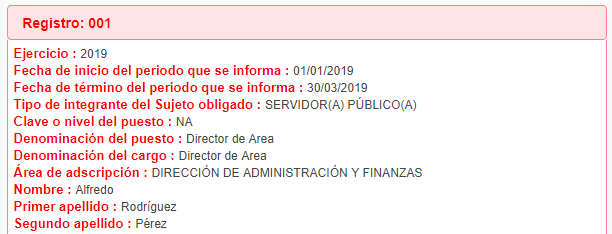 Registro: 001
Ejercicio : 2019
Fecha de inicio del periodo que se informa : 01/01/2019
Fecha de término del periodo que se informa : 30/03/2019
Tipo de integrante del Sujeto obligado : SERVIDOR(A) PÚBLICO(A)
Clave o nivel del puesto : NA
Denominación del puesto : Director de Area
Denominación del cargo : Director de Area
Área de adscripción : DIRECCIÓN DE ADMINISTRACIÓN Y FINANZAS
Nombre : Alfredo
Primer apellido : Rodríguez
Segundo apellido : Pérez